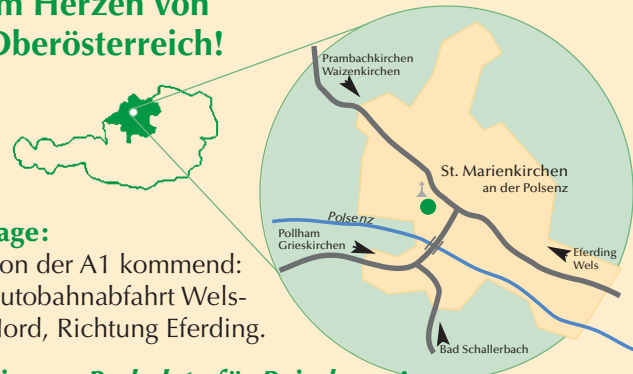 m Herzen von
Oberösterreich!
Prambachkirchen
Waizenkirchen
St. Marienkirchen
an der Polsenz
Polsenz
Pollham
Grieskirchen
Eferding
Wels
Bad Schallerbach
age:
on der A1 kommend:
utobahnabfahrt Wels-
Nord, Richtung Eferding.